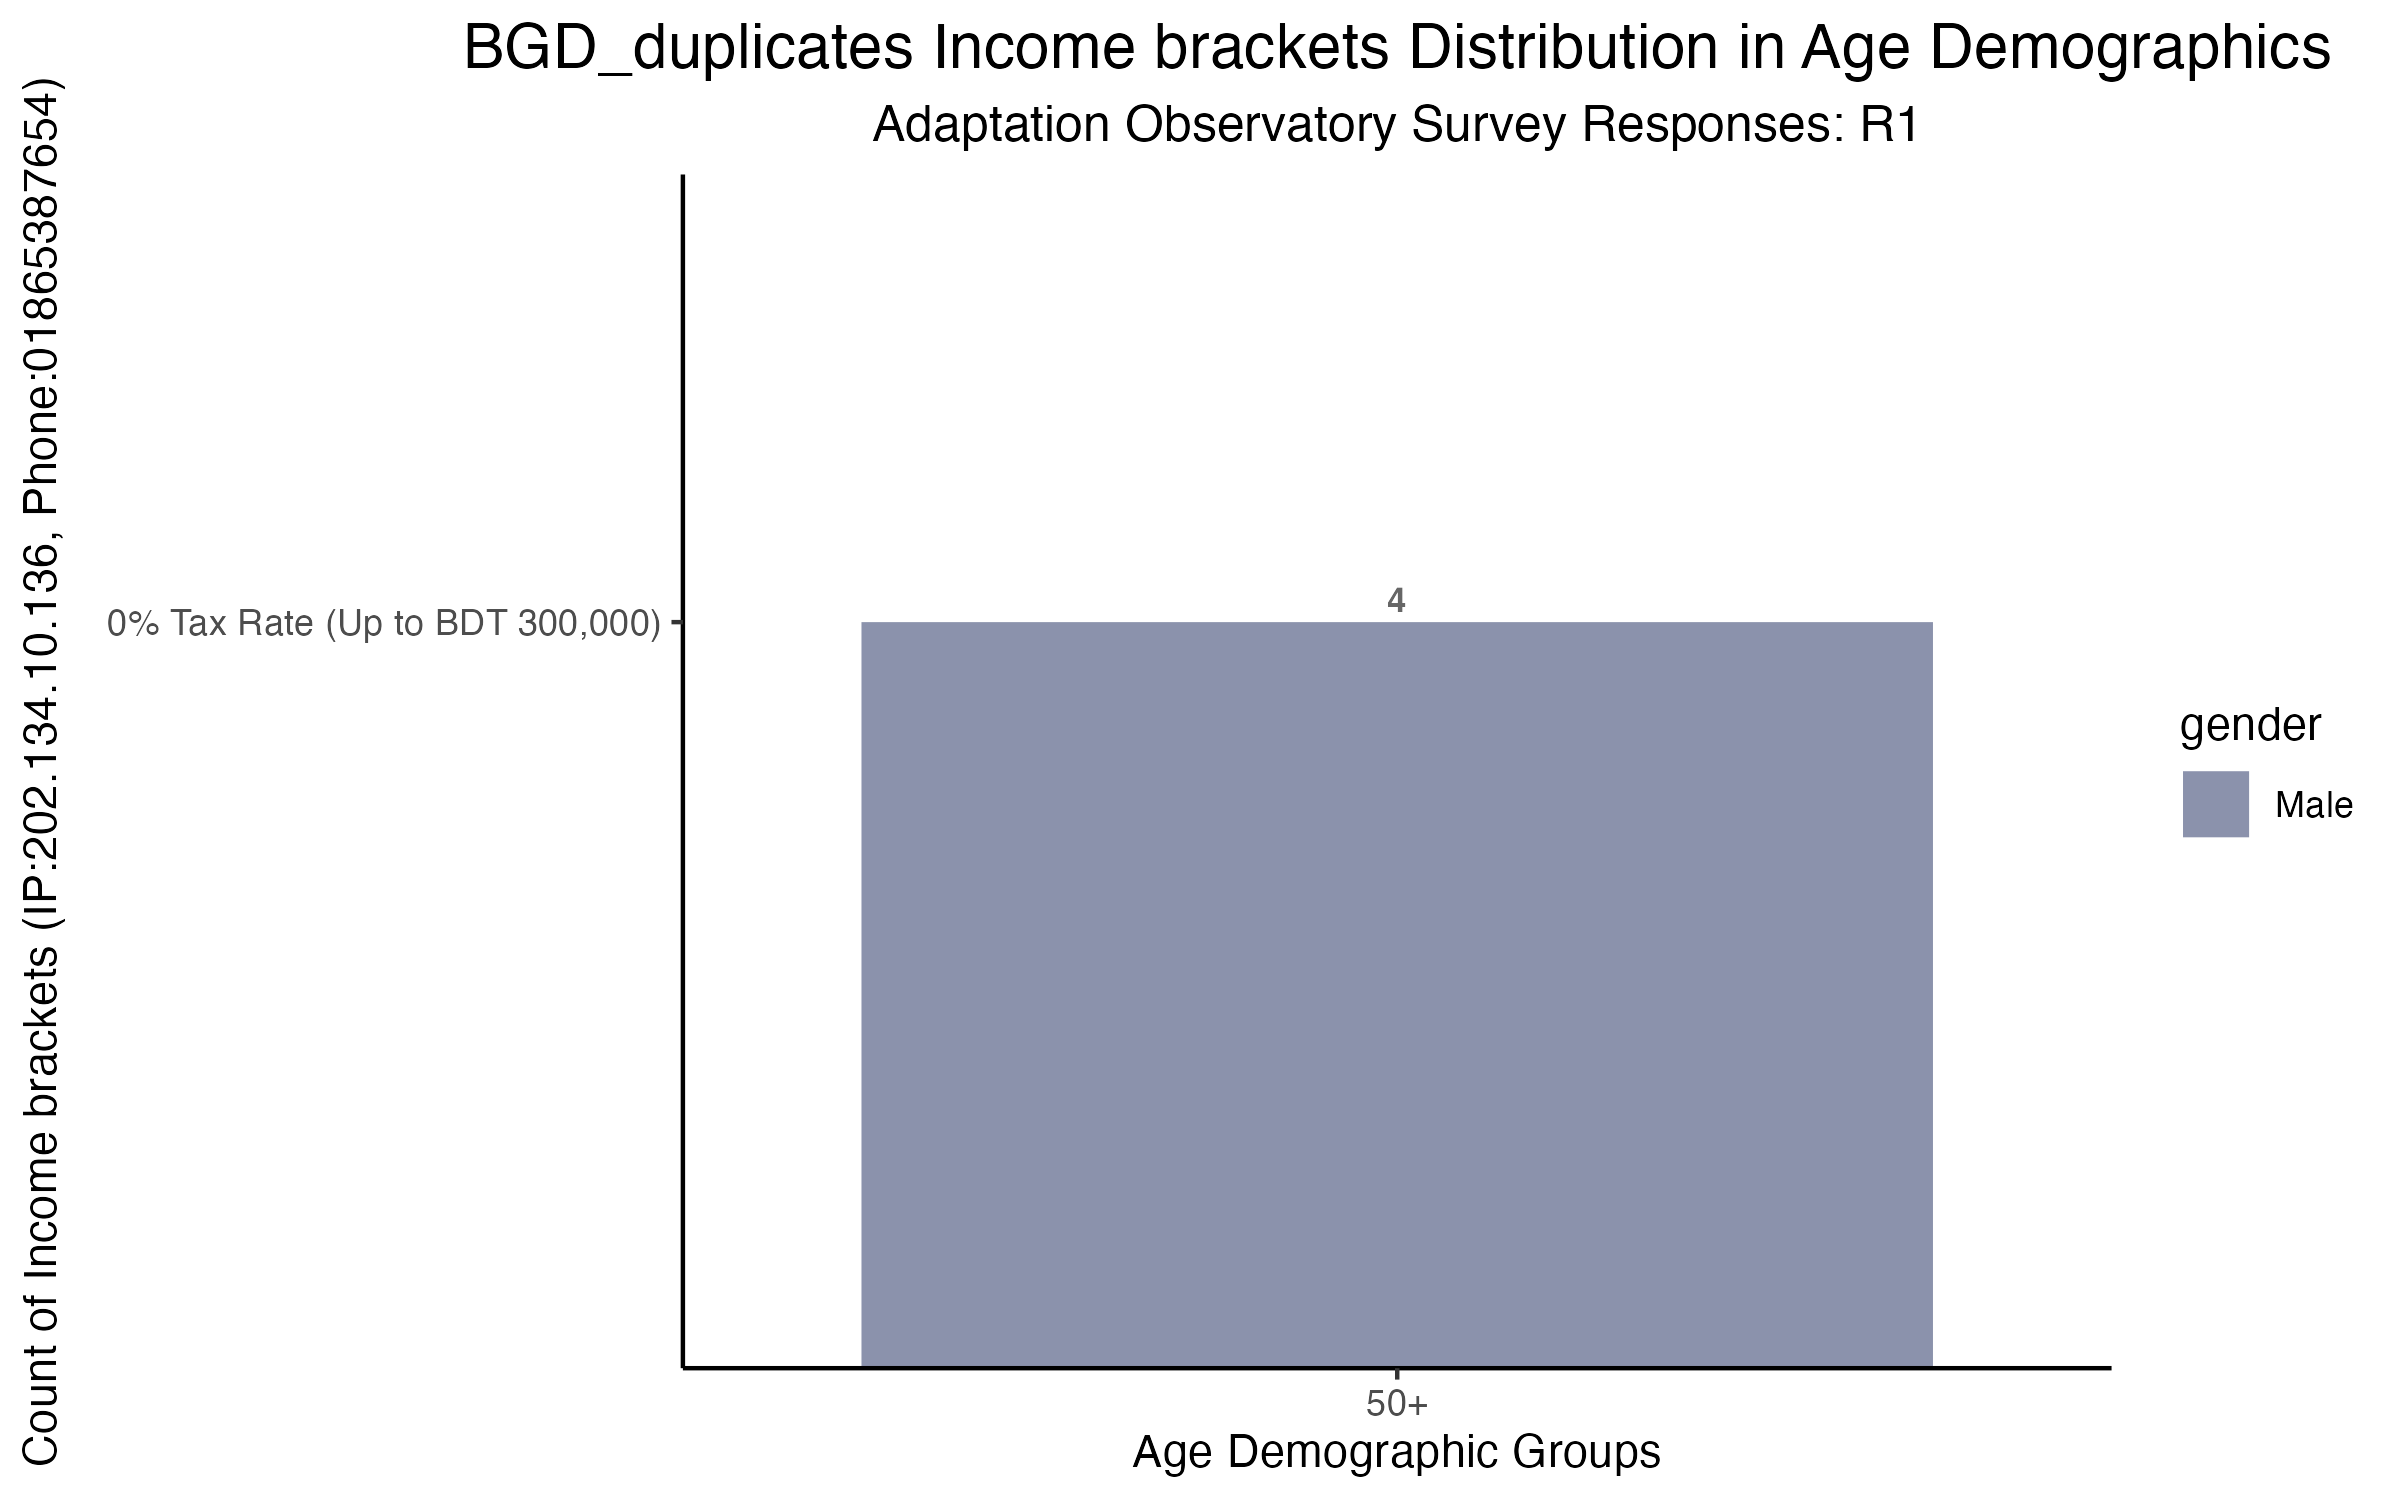 BGD_duplicates Income brackets Distribution in Age Demographics
Adaptation Observatory Survey Responses: R1
Count of Income brackets (IP:202.134.10.136, Phone:01865387654)
0% Tax Rate (Up to BDT 300,000)
4
gender
Male
50+
Age Demographic Groups